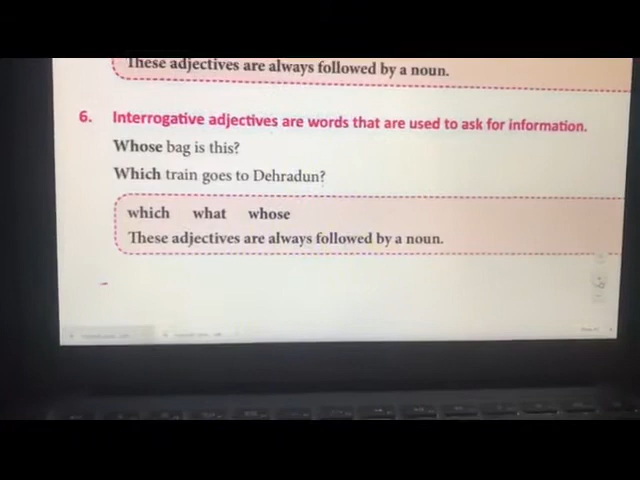 These adjectives are always followed by a noun.
6. Interrogative adjectives are words that are used to ask for information.
Whose bag is this?
Which train goes to Dehradun?
which what whose
These adjectives are always followed by a noun.